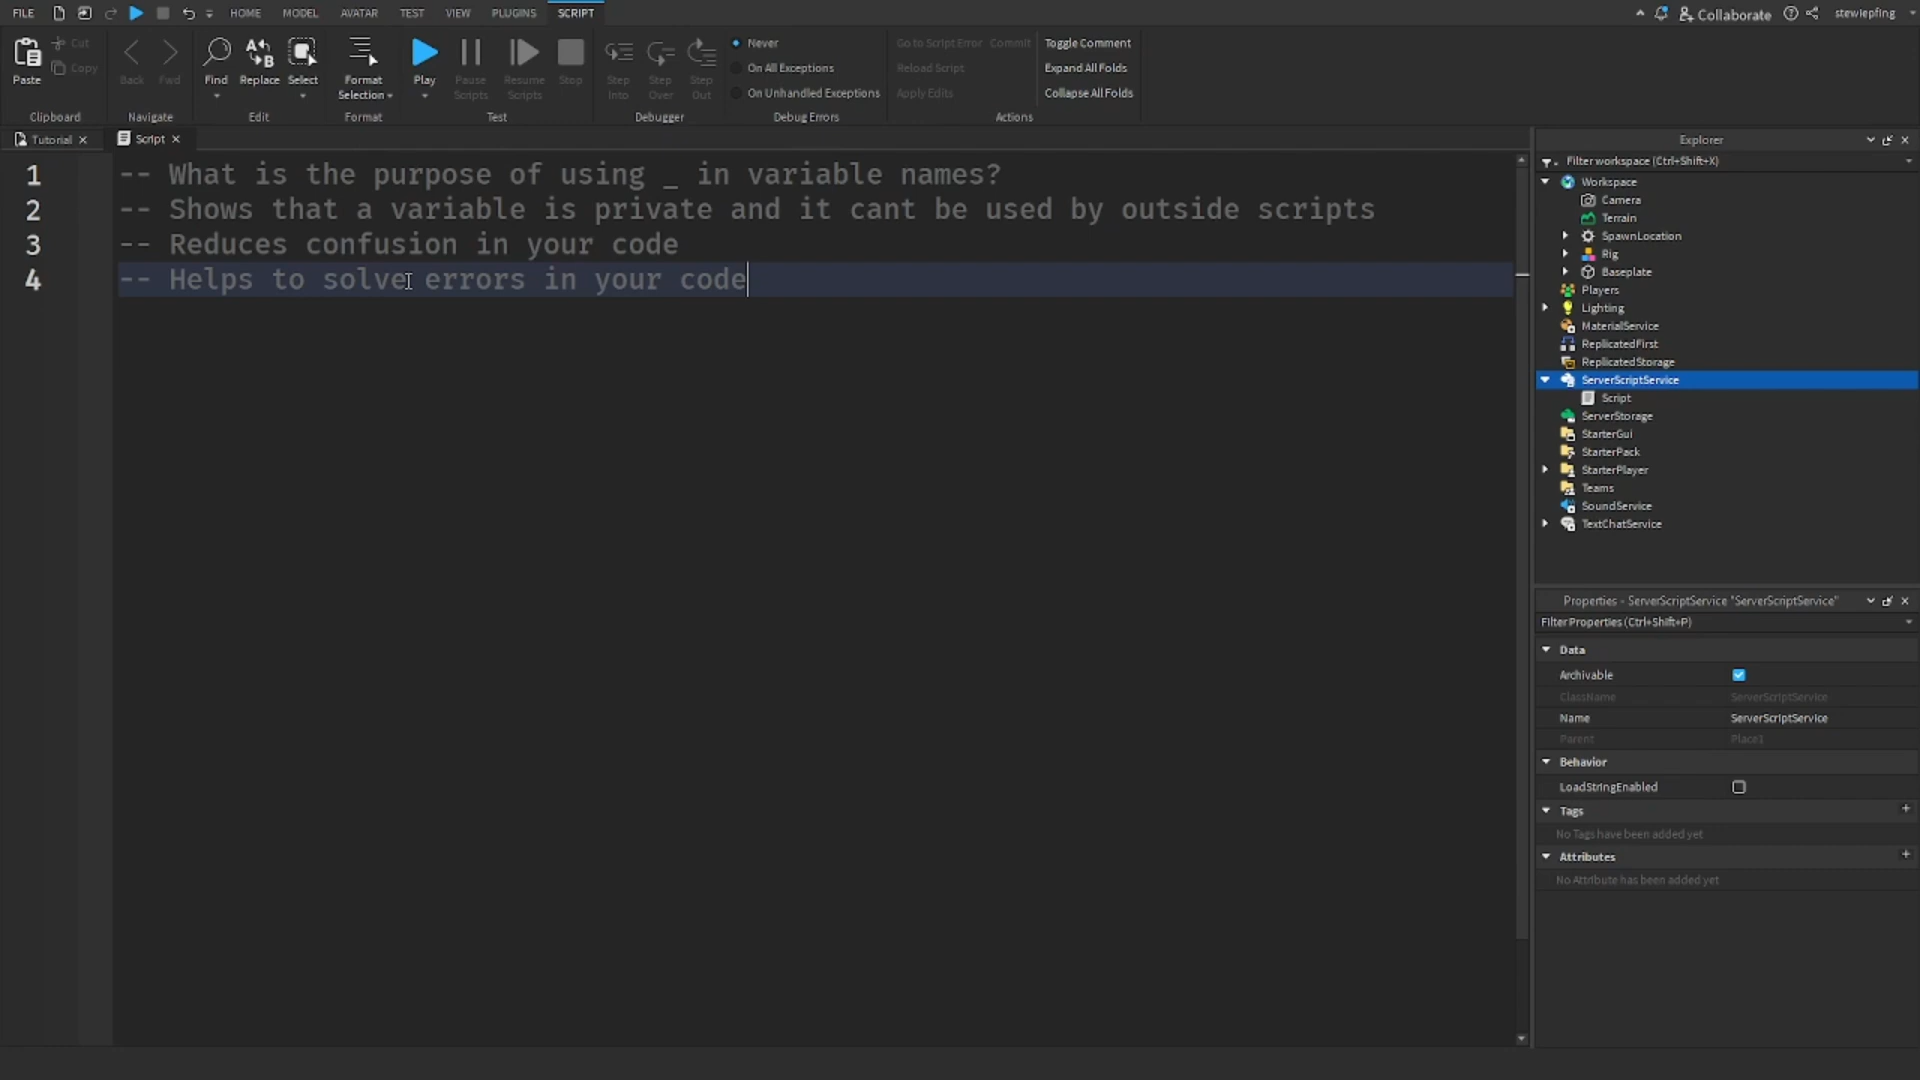 FILE HOME MODEL AVATAR TEST VIEW PLUGINS SCRIPT Collaborate stewlepfing
Paste Cut Copy Back Fwd Find Replace Select Format Selection Play Pause Scripts Resume Scripts Stop Step Into Step Over Step Out
Never
On All Exceptions
On Unhandled Exceptions
Go to Script Error Commit
Reload Script
Apply Edits
Toggle Comment
Expand All Folds
Collapse All Folds
Clipboard Navigate Edit Format Test Debugger Debug Errors Actions
Tutorial Script
1 -- What is the purpose of using _ in variable names?
2 -- Shows that a variable is private and it cant be used by outside scripts
3 -- Reduces confusion in your code
4 -- Helps to solve errors in your code
Explorer
Filter workspace (Ctrl+Shift+X)
Workspace
Camera
Terrain
SpawnLocation
Rig
Baseplate
Players
Lighting
MaterialService
ReplicatedFirst
ReplicatedStorage
ServerScriptService
Script
ServerStorage
StarterGui
StarterPack
StarterPlayer
Teams
SoundService
TextChatService
Properties - ServerScriptService "ServerScriptService"
Filter Properties (Ctrl+Shift+P)
Data
Archivable
ClassName ServerScriptService
Name ServerScriptService
Parent Place1
Behavior
LoadStringEnabled
Tags
No Tags have been added yet
Attributes
No Attribute has been added yet